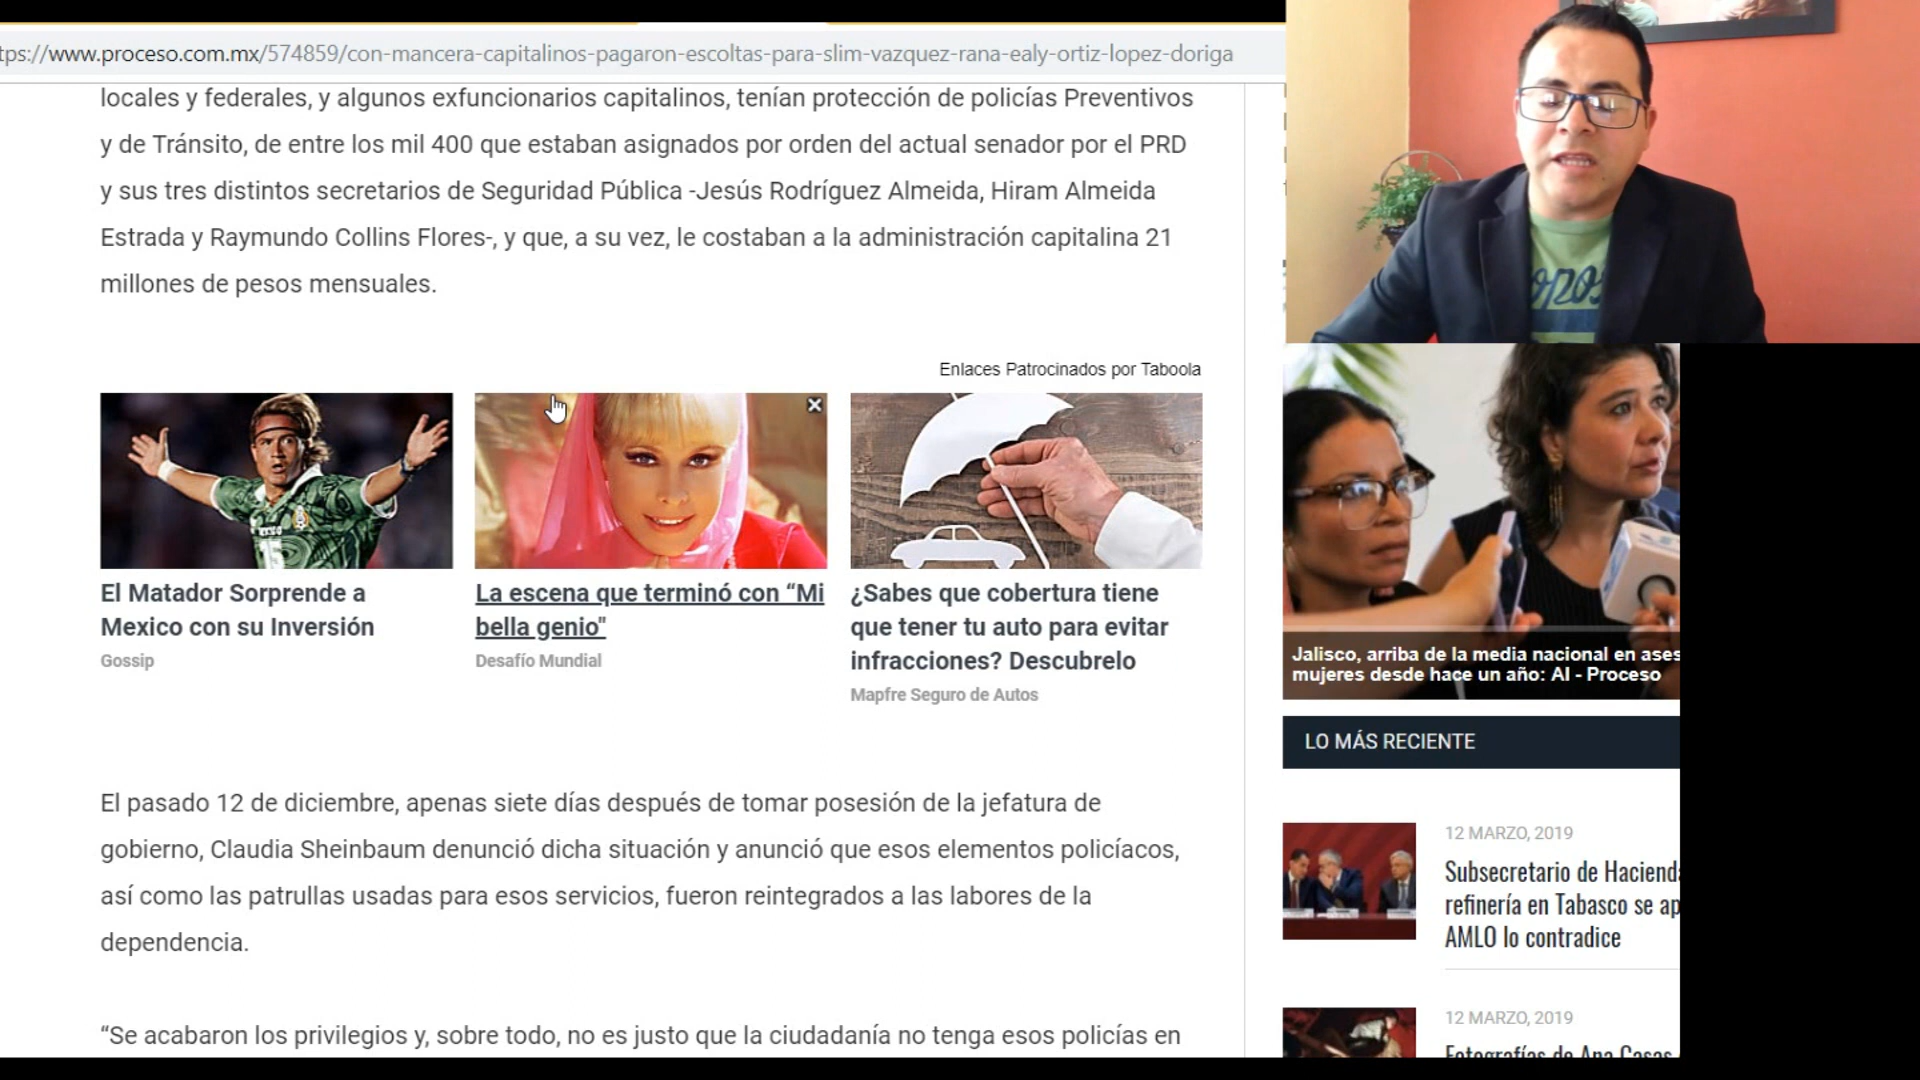 tps://www.proceso.com.mx/574859/con-mancera-capitalinos-pagaron-escoltas-para-slim-vazquez-rana-ealy-ortiz-lopez-doriga
locales y federales, y algunos exfuncionarios capitalinos, tenían protección de policías Preventivos
y de Tránsito, de entre los mil 400 que estaban asignados por orden del actual senador por el PRD
y sus tres distintos secretarios de Seguridad Pública -Jesús Rodríguez Almeida, Hiram Almeida
Estrada y Raymundo Collins Flores-, y que, a su vez, le costaban a la administración capitalina 21
millones de pesos mensuales.
Enlaces Patrocinados por Taboola
El Matador Sorprende a
Mexico con su Inversión
Gossip
La escena que terminó con “Mi
bella genio"
Desafío Mundial
¿Sabes que cobertura tiene
que tener tu auto para evitar
infracciones? Descubrelo
Mapfre Seguro de Autos
El pasado 12 de diciembre, apenas siete días después de tomar posesión de la jefatura de
gobierno, Claudia Sheinbaum denunció dicha situación y anunció que esos elementos policíacos,
así como las patrullas usadas para esos servicios, fueron reintegrados a las labores de la
dependencia.
“Se acabaron los privilegios y, sobre todo, no es justo que la ciudadanía no tenga esos policías en
Jalisco, arriba de la media nacional en ases
mujeres desde hace un año: AI - Proceso
LO MÁS RECIENTE
12 MARZO, 2019
Subsecretario de Haciend
refinería en Tabasco se ap
AMLO lo contradice
12 MARZO, 2019
Fotografías de Ana Casas